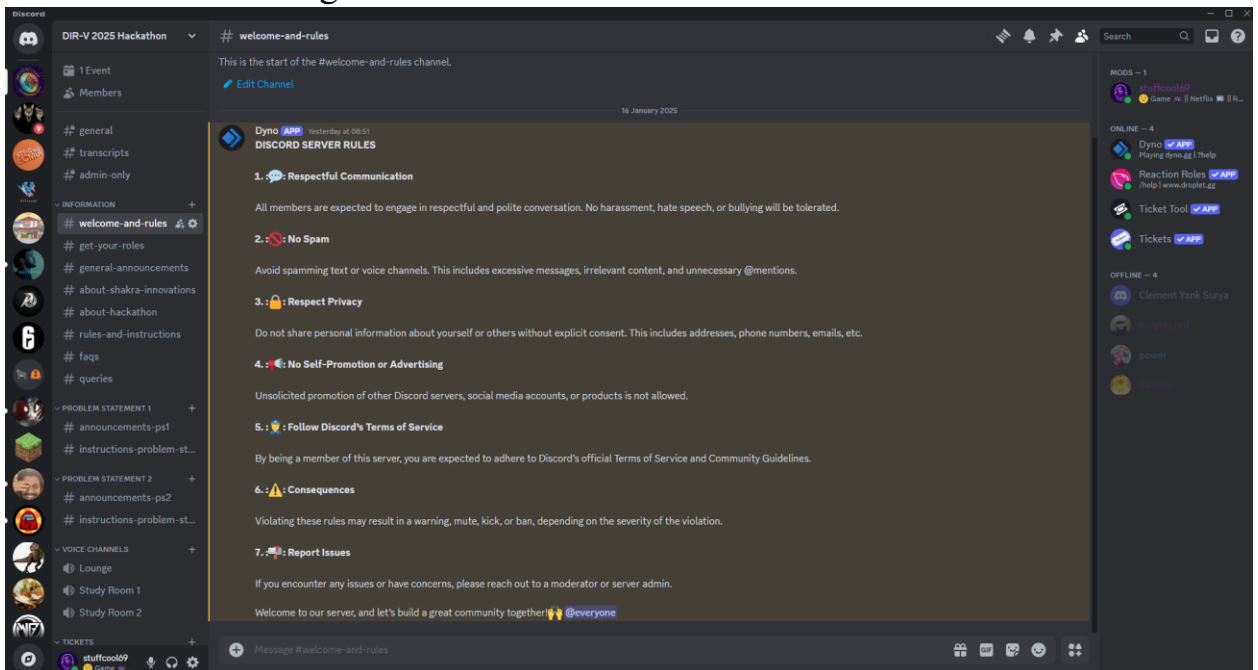 Discord
DIR-V 2025 Hackathon
1 Event
Members
general
transcripts
admin-only
INFORMATION
welcome-and-rules
get-your-roles
general-announcements
about-shakra-innovations
about-hackathon
rules-and-instructions
faqs
queries
PROBLEM STATEMENT 1
announcements-ps1
instructions-problem-st...
PROBLEM STATEMENT 2
announcements-ps2
instructions-problem-st...
VOICE CHANNELS
Lounge
Study Room 1
Study Room 2
TICKETS
stuffcool69
Game
# welcome-and-rules
This is the start of the #welcome-and-rules channel.
Edit Channel
16 January 2025
Dyno APP Yesterday at 08:51
DISCORD SERVER RULES
1. :💬: Respectful Communication
All members are expected to engage in respectful and polite conversation. No harassment, hate speech, or bullying will be tolerated.
2. :🚫: No Spam
Avoid spamming text or voice channels. This includes excessive messages, irrelevant content, and unnecessary @mentions.
3. :🔒: Respect Privacy
Do not share personal information about yourself or others without explicit consent. This includes addresses, phone numbers, emails, etc.
4. :📢: No Self-Promotion or Advertising
Unsolicited promotion of other Discord servers, social media accounts, or products is not allowed.
5. :👮: Follow Discord's Terms of Service
By being a member of this server, you are expected to adhere to Discord's official Terms of Service and Community Guidelines.
6. :⚠️: Consequences
Violating these rules may result in a warning, mute, kick, or ban, depending on the severity of the violation.
7. :📢: Report Issues
If you encounter any issues or have concerns, please reach out to a moderator or server admin.
Welcome to our server, and let's build a great community together!🙌 @everyone
Message #welcome-and-rules
GIF
Search
MODS — 1
stuffcool69
Game || Netflix || R...
ONLINE — 4
Dyno ✓ APP
Playing dyno.gg | ?help
Reaction Roles ✓ APP
/help | www.droplet.gg
Ticket Tool ✓ APP
Tickets ✓ APP
OFFLINE — 4
Clement Yank Surya
power